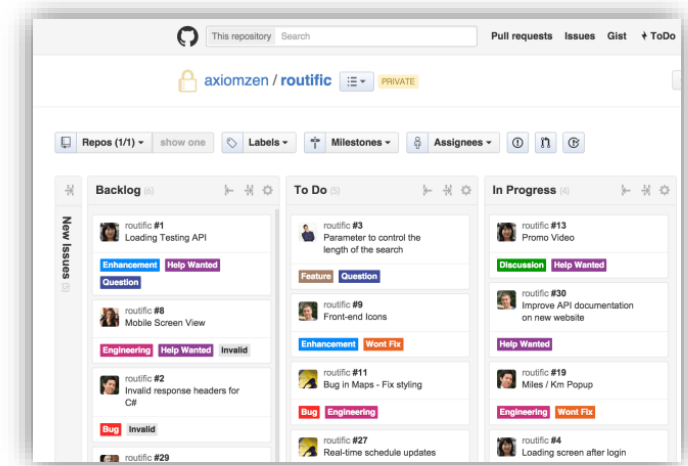 This repository Search Pull requests Issues Gist ToDo
axiomzen / routific PRIVATE
Repos (1/1) show one Labels Milestones Assignees
New Issues
Backlog (6)
routific #1
Loading Testing API
Enhancement Help Wanted
Question
routific #8
Mobile Screen View
Engineering Help Wanted Invalid
routific #2
Invalid response headers for
C#
Bug Invalid
routific #29
To Do (5)
routific #3
Parameter to control the
length of the search
Feature Question
routific #9
Front-end Icons
Enhancement Wont Fix
routific #11
Bug in Maps - Fix styling
Bug Engineering
routific #27
Real-time schedule updates
In Progress (4)
routific #13
Promo Video
Discussion Help Wanted
routific #30
Improve API documentation
on new website
Help Wanted
routific #19
Miles / Km Popup
Engineering Wont Fix
routific #4
Loading screen after login